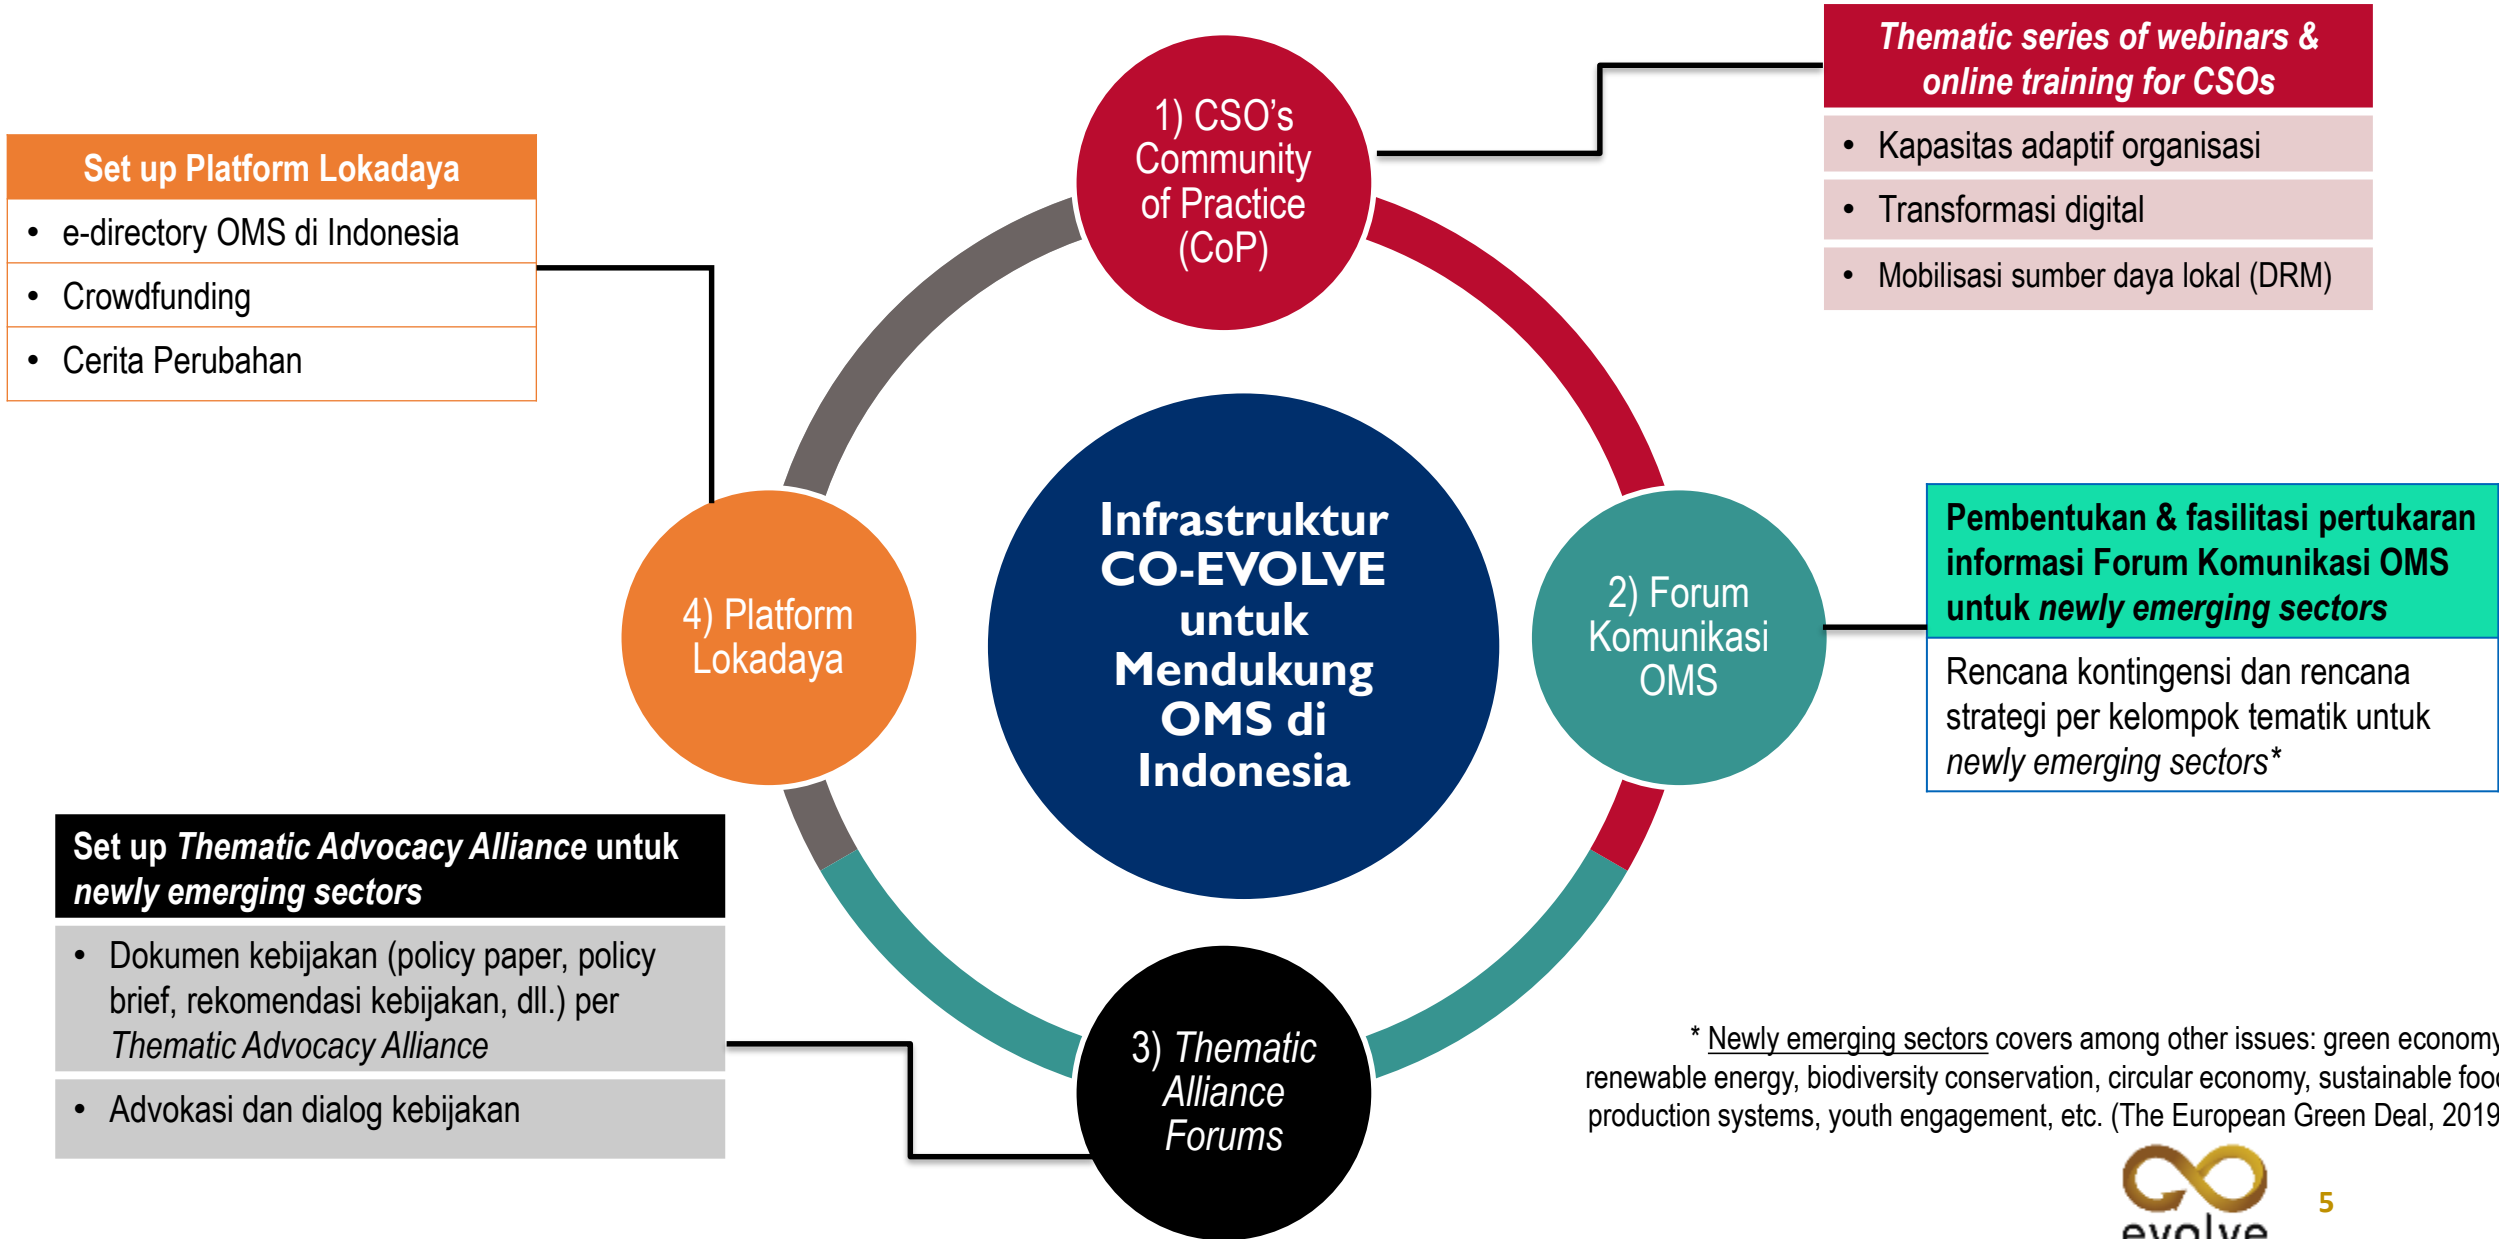 Thematic series of webinars &
online training for CSOs
• Kapasitas adaptif organisasi
• Transformasi digital
• Mobilisasi sumber daya lokal (DRM)
1) CSO’s
Community
of Practice
(CoP)
Set up Platform Lokadaya
• e-directory OMS di Indonesia
• Crowdfunding
• Cerita Perubahan
Infrastruktur
CO-EVOLVE
untuk
Mendukung
OMS di
Indonesia
4) Platform
Lokadaya
2) Forum
Komunikasi
OMS
Pembentukan & fasilitasi pertukaran
informasi Forum Komunikasi OMS
untuk newly emerging sectors
Rencana kontingensi dan rencana
strategi per kelompok tematik untuk
newly emerging sectors*
Set up Thematic Advocacy Alliance untuk
newly emerging sectors
• Dokumen kebijakan (policy paper, policy
brief, rekomendasi kebijakan, dll.) per
Thematic Advocacy Alliance
• Advokasi dan dialog kebijakan
3) Thematic
Alliance
Forums
* Newly emerging sectors covers among other issues: green economy
renewable energy, biodiversity conservation, circular economy, sustainable food
production systems, youth engagement, etc. (The European Green Deal, 2019
evolve
5